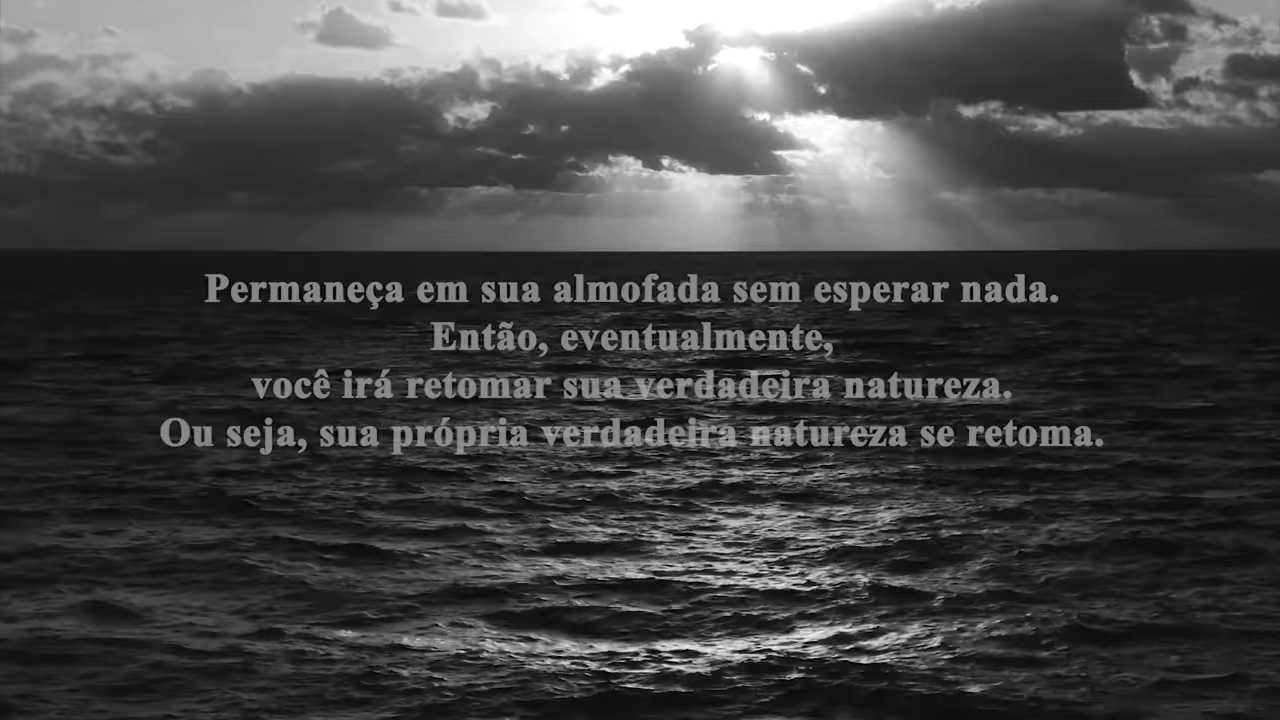 Permaneça em sua almofada sem esperar nada.
Então, eventualmente,
você irá retomar sua verdadeira natureza.
Ou seja, sua própria verdadeira natureza se retoma.